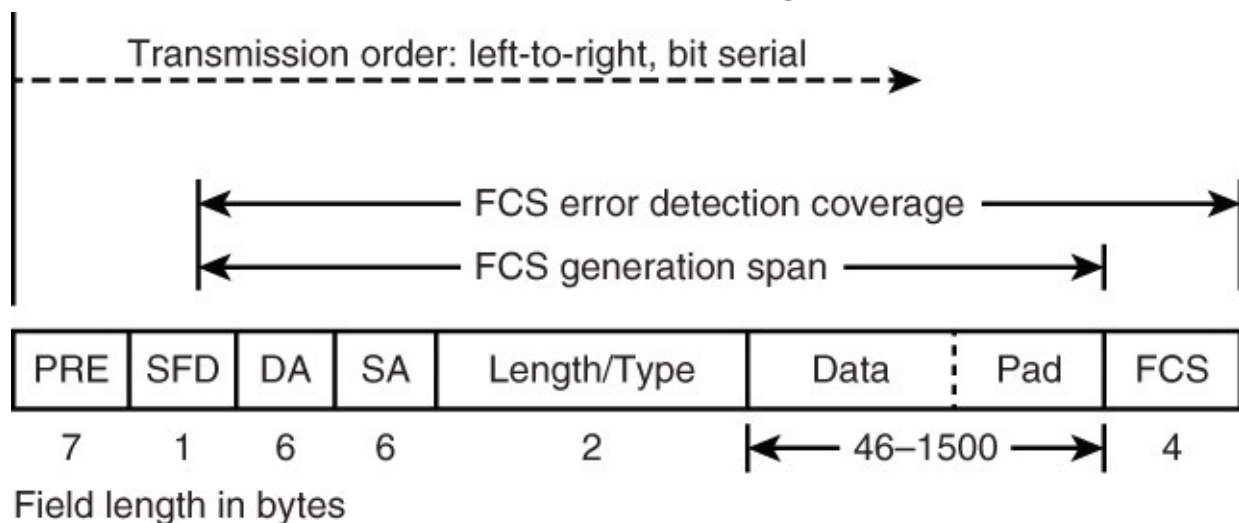 Transmission order: left-to-right, bit serial
FCS error detection coverage
FCS generation span
PRE SFD DA SA Length/Type Data Pad FCS
7 1 6 6 2 46–1500 4
Field length in bytes